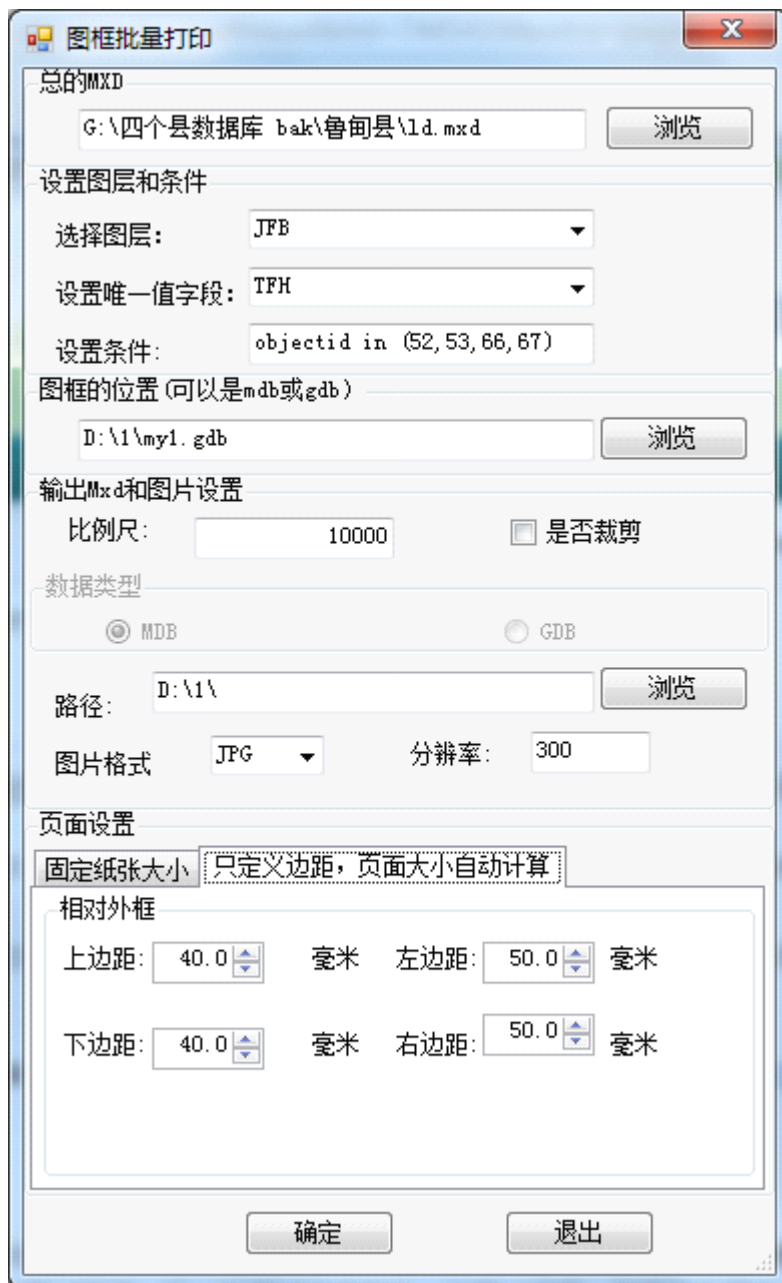 图框批量打印
总的MXD
G:\四个县数据库 bak\鲁甸县\ld.mxd 浏览
设置图层和条件
选择图层: JFB
设置唯一值字段: TFH
设置条件: objectid in (52,53,66,67)
图框的位置(可以是mdb或gdb)
D:\1\my1.gdb 浏览
输出Mxd和图片设置
比例尺: 10000 是否裁剪
数据类型
MDB GDB
路径: D:\1\ 浏览
图片格式 JPG 分辨率: 300
页面设置
固定纸张大小 只定义边距，页面大小自动计算
相对外框
上边距: 40.0 毫米 左边距: 50.0 毫米
下边距: 40.0 毫米 右边距: 50.0 毫米
确定 退出